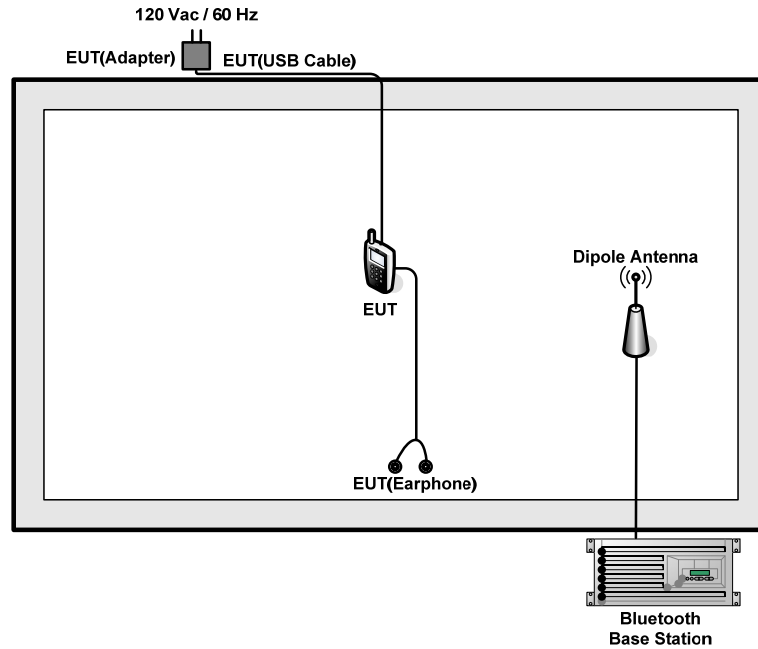 120 Vac / 60 Hz
EUT(Adapter)
EUT(USB Cable)
Dipole Antenna
EUT
EUT(Earphone)
Bluetooth
Base Station